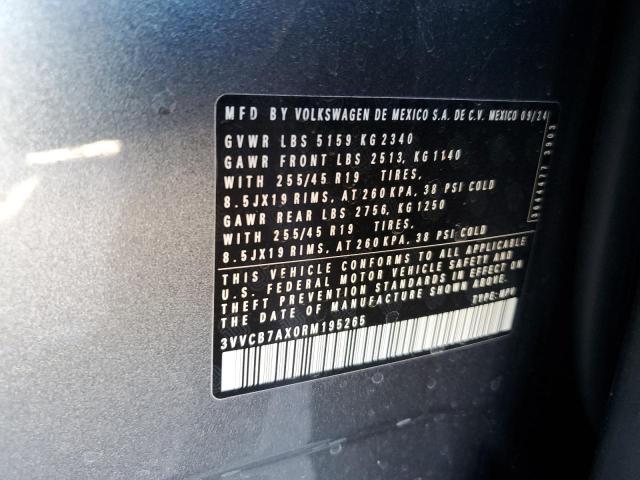 MFD BY VOLKSWAGEN DE MEXICO S.A. DE C.V. MEXICO 09/24
GVWR LBS 5159 KG 2340
GAWR FRONT LBS 2513, KG 1140
WITH 255/45 R19 TIRES,
8.5JX19 RIMS, AT 260 KPA, 38 PSI COLD
GAWR REAR LBS 2756, KG 1250
WITH 255/45 R19 TIRES,
8.5JX19 RIMS, AT 260 KPA, 38 PSI COLD
THIS VEHICLE CONFORMS TO ALL APPLICABLE
U.S. FEDERAL MOTOR VEHICLE SAFETY AND
THEFT PREVENTION STANDARDS IN EFFECT ON
THE DATE OF MANUFACTURE SHOWN ABOVE.
3VVCB7AX0RM195265
TYPE: MPV
3903